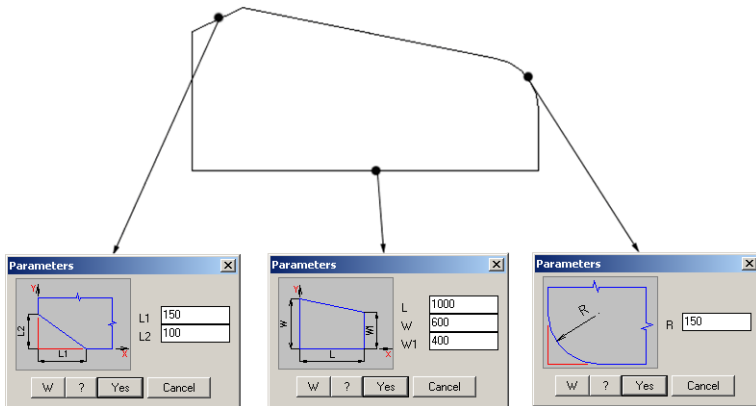 Parameters
Y
L2
L1
X
L1 150
L2 100
W ? Yes Cancel
Parameters
Y
W
W1
L
X
L 1000
W 600
W1 400
W ? Yes Cancel
Parameters
R
R 150
W ? Yes Cancel